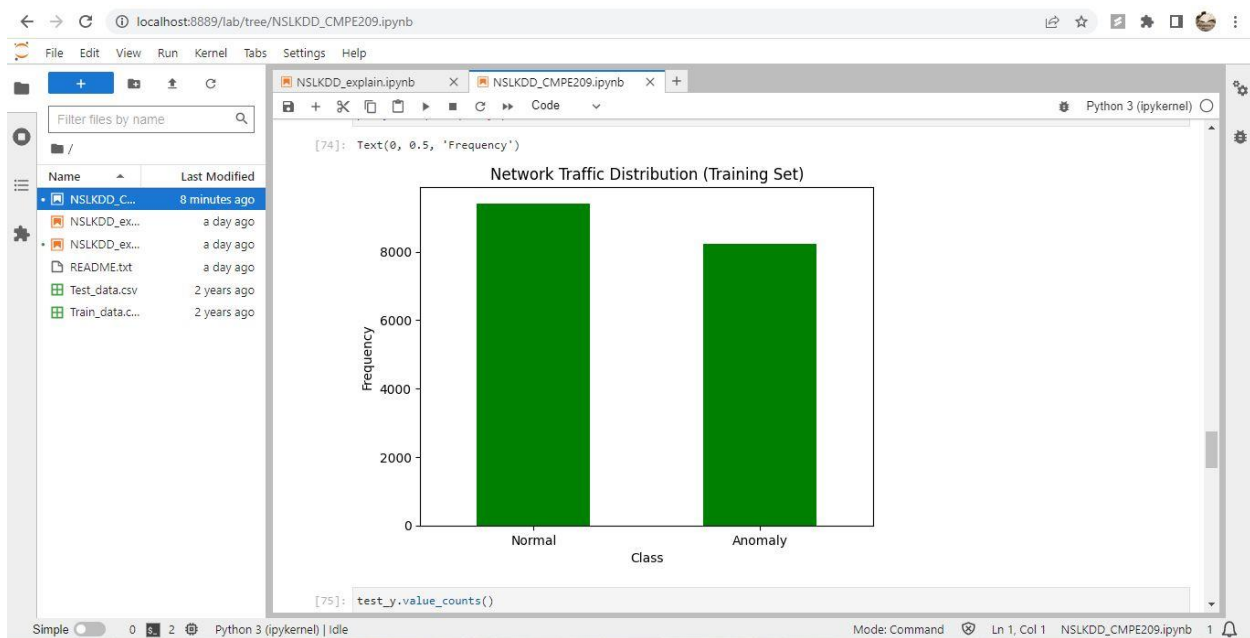 localhost:8889/lab/tree/NSLKDD_CMPE209.ipynb
File Edit View Run Kernel Tabs Settings Help
NSLKDD_explain.ipynb
NSLKDD_CMPE209.ipynb
Code
Python 3 (ipykernel)
Filter files by name
/
Name Last Modified
NSLKDD_C... 8 minutes ago
NSLKDD_ex... a day ago
NSLKDD_ex... a day ago
README.txt a day ago
Test_data.csv 2 years ago
Train_data.c... 2 years ago
[74]: Text(0, 0.5, 'Frequency')
Network Traffic Distribution (Training Set)
8000
6000
4000
2000
0
Frequency
Normal Anomaly
Class
[75]: test_y.value_counts()
Simple 0 2 Python 3 (ipykernel) | Idle Mode: Command Ln 1, Col 1 NSLKDD_CMPE209.ipynb 1